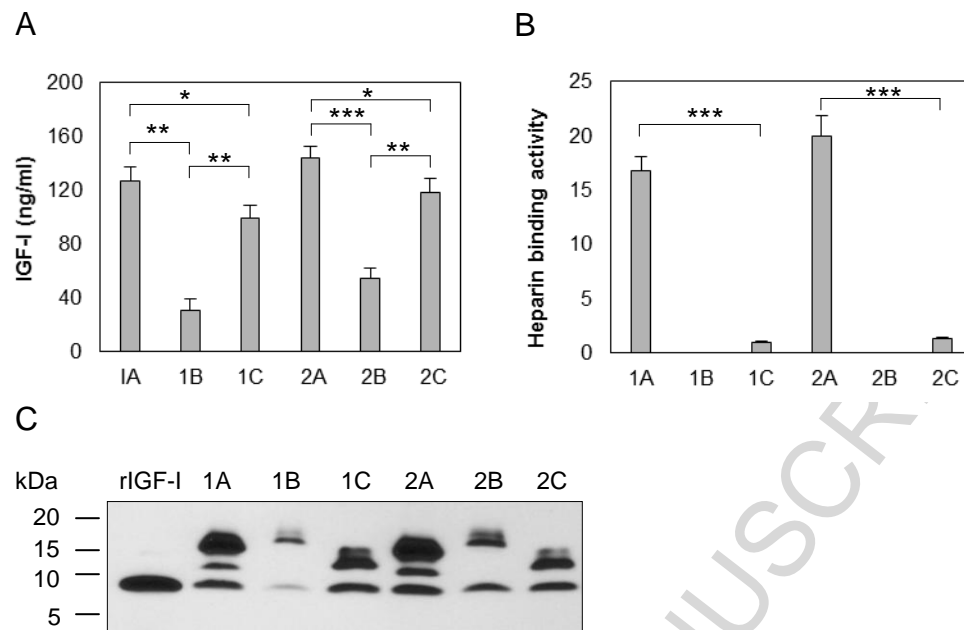 A
B
200
160
120
80
40
0
IGF-I (ng/ml)
* ** ** * *** **
IA 1B 1C 2A 2B 2C
25
20
15
10
5
0
Heparin binding activity
*** ***
1A 1B 1C 2A 2B 2C
C
kDa rIGF-I 1A 1B 1C 2A 2B 2C
20
15
10
5